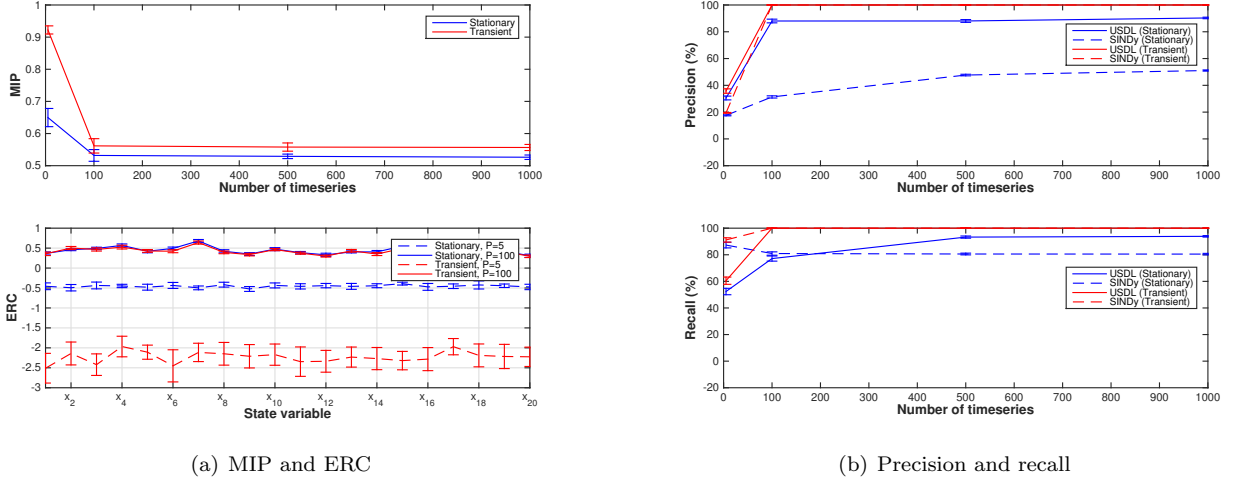 1
0.9
0.8
0.7
0.6
0.5
MIP
Stationary
Transient
0 100 200 300 400 500 600 700 800 900 1000
Number of timeseries
1
0.5
0
-0.5
-1
-1.5
-2
-2.5
-3
ERC
Stationary, P=5
Stationary, P=100
Transient, P=5
Transient, P=100
x2 x4 x6 x8 x10 x12 x14 x16 x18 x20
State variable
(a) MIP and ERC
100
80
60
40
20
0
-20
Precision (%)
USDL (Stationary)
SINDy (Stationary)
USDL (Transient)
SINDy (Transient)
0 100 200 300 400 500 600 700 800 900 1000
Number of timeseries
100
80
60
40
20
0
-20
Recall (%)
USDL (Stationary)
SINDy (Stationary)
USDL (Transient)
SINDy (Transient)
0 100 200 300 400 500 600 700 800 900 1000
Number of timeseries
(b) Precision and recall